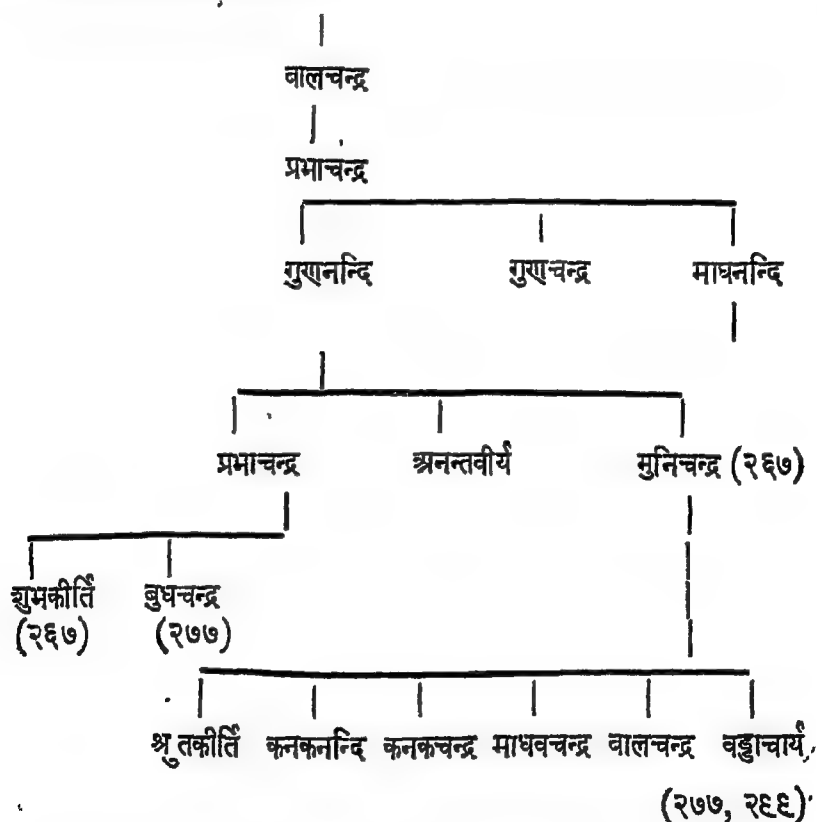 वालचन्द्र
प्रभाचन्द्र
गुणनन्दि गुणचन्द्र माघनन्दि
प्रभाचन्द्र अनन्तवीर्य मुनिचन्द्र (२६७)
शुभकीर्ति बुधचन्द्र
(२६७) (२७७)
श्रुतकीर्ति कनकनन्दि कनकचन्द्र माधवचन्द्र वालचन्द्र वड्डाचार्य,
(२७७, २९९)